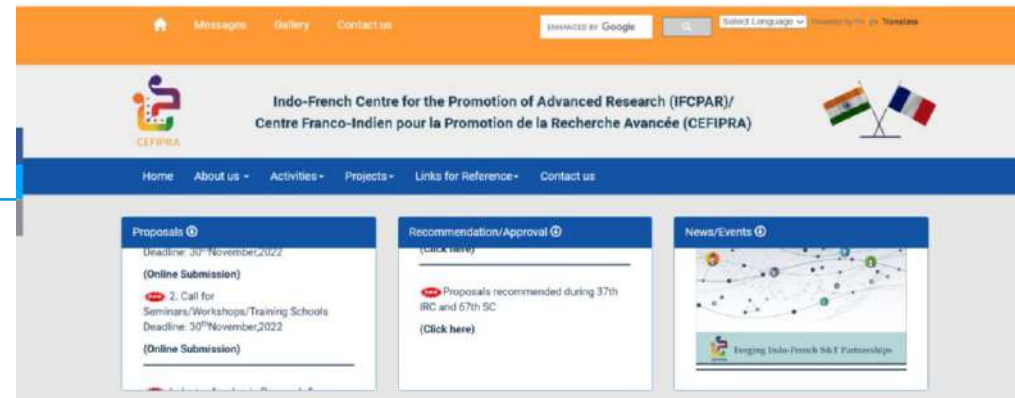 Messages Gallery Contact us
ENHANCED BY Google
Select Language
Translate
Indo-French Centre for the Promotion of Advanced Research (IFCPAR)/
Centre Franco-Indien pour la Promotion de la Recherche Avancée (CEFIPRA)
CEFIPRA
Home About us Activities Projects Links for Reference Contact us
Proposals
Deadline: 30thNovember,2022
(Online Submission)
new 2. Call for
Seminars/Workshops/Training Schools
Deadline: 30thNovember,2022
(Online Submission)
Recommendation/Approval
(Click here)
new Proposals recommended during 37th
IRC and 67th SC
(Click here)
News/Events
Forging Indo-French S&T Partnerships